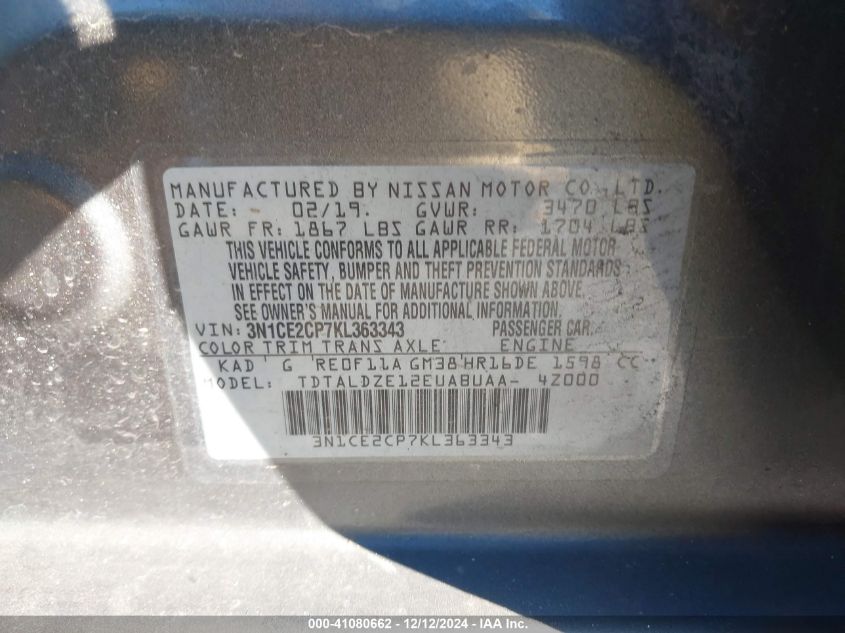 MANUFACTURED BY NISSAN MOTOR CO., LTD.
DATE: 02/19. GVWR: 3470 LBS
GAWR FR: 1867 LBS GAWR RR: 1704 LBS
THIS VEHICLE CONFORMS TO ALL APPLICABLE FEDERAL MOTOR
VEHICLE SAFETY, BUMPER AND THEFT PREVENTION STANDARDS
IN EFFECT ON THE DATE OF MANUFACTURE SHOWN ABOVE.
SEE OWNER'S MANUAL FOR ADDITIONAL INFORMATION.
VIN: 3N1CE2CP7KL363343 PASSENGER CAR.
COLOR TRIM TRANS AXLE ENGINE
KAD G RE0F11A GM38 HR16DE 1598 CC
MODEL: TDTALDZE12EUABUAA- 4Z000
3N1CE2CP7KL363343
000-41080662 - 12/12/2024 - IAA Inc.